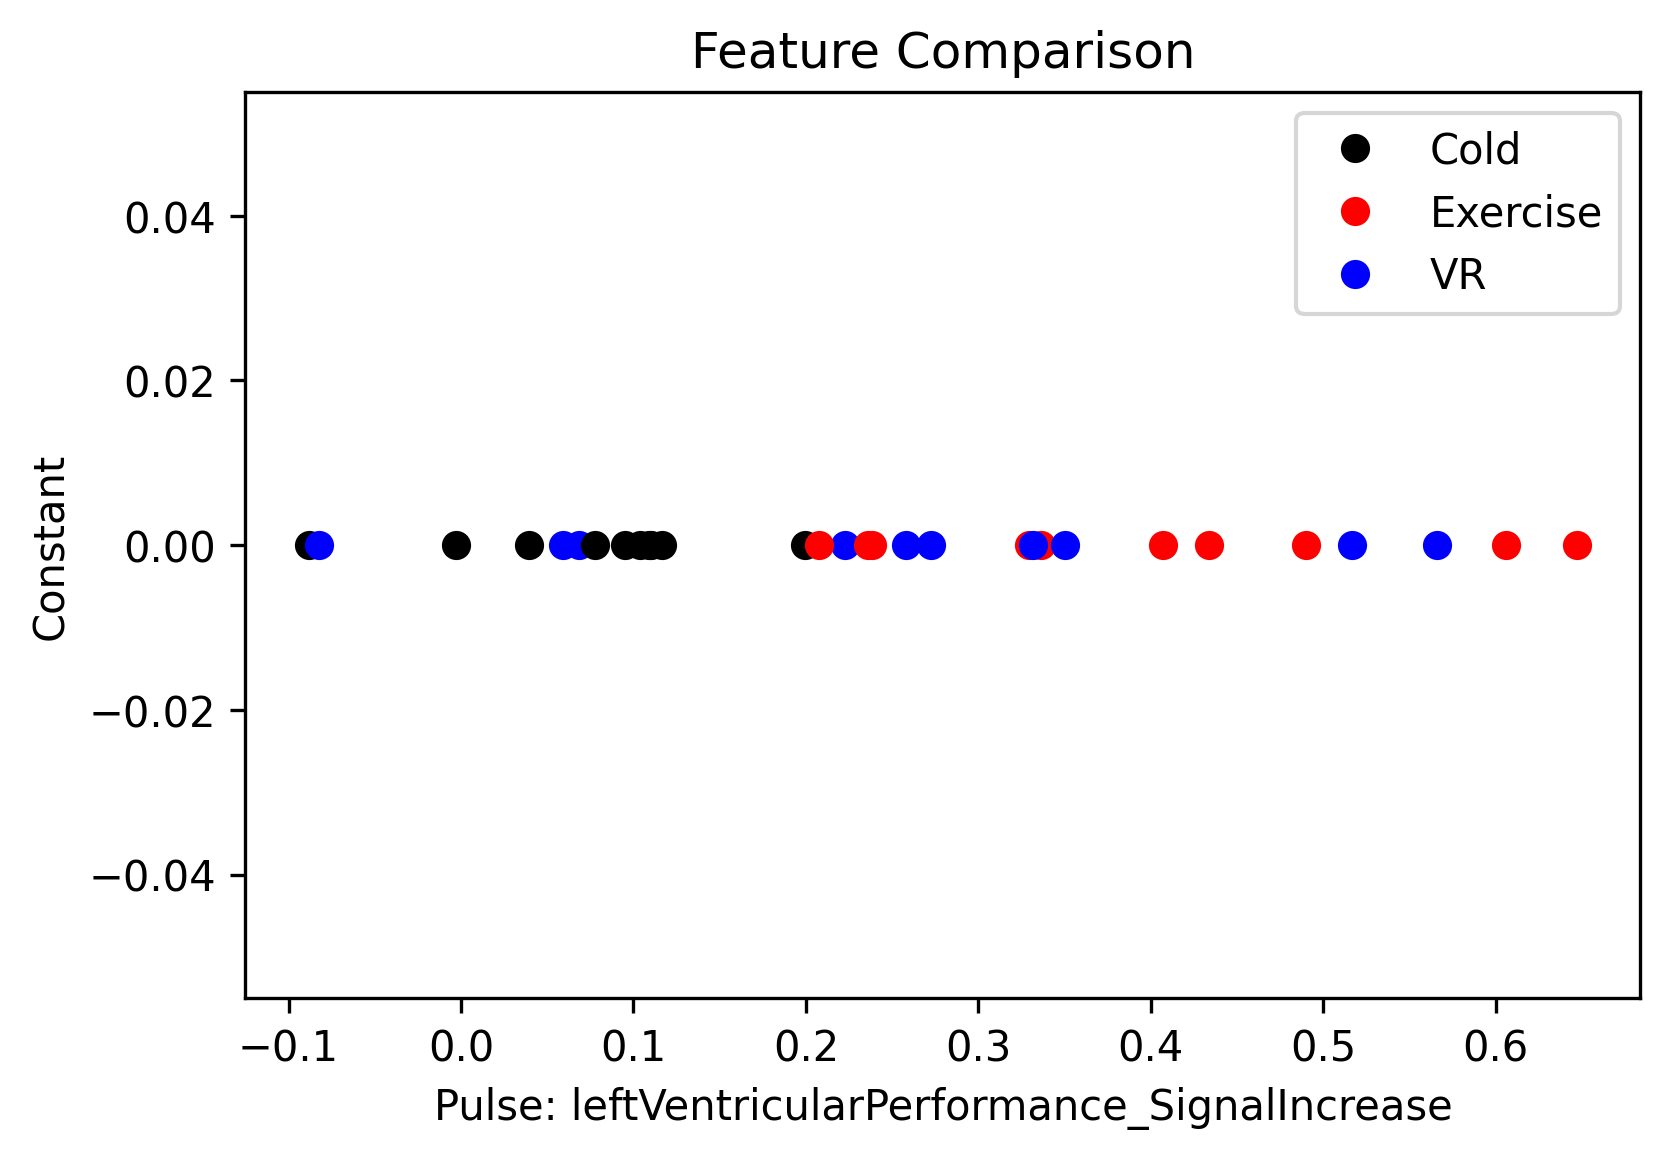 Feature Comparison
Cold
Exercise
VR
0.04
0.02
0.00
−0.02
−0.04
Constant
−0.1 0.0 0.1 0.2 0.3 0.4 0.5 0.6
Pulse: leftVentricularPerformance_SignalIncrease